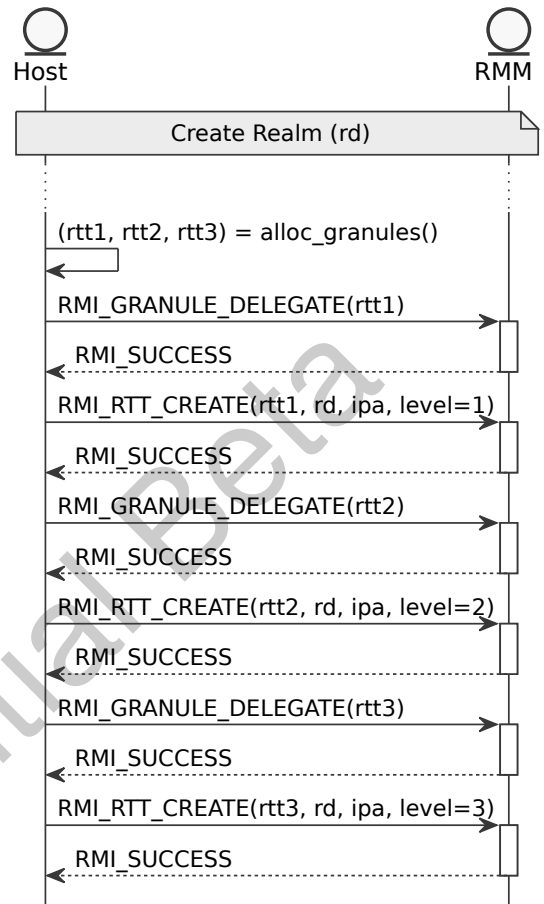 Host
RMM
Create Realm (rd)
(rtt1, rtt2, rtt3) = alloc_granules()
RMI_GRANULE_DELEGATE(rtt1)
RMI_SUCCESS
RMI_RTT_CREATE(rtt1, rd, ipa, level=1)
RMI_SUCCESS
RMI_GRANULE_DELEGATE(rtt2)
RMI_SUCCESS
RMI_RTT_CREATE(rtt2, rd, ipa, level=2)
RMI_SUCCESS
RMI_GRANULE_DELEGATE(rtt3)
RMI_SUCCESS
RMI_RTT_CREATE(rtt3, rd, ipa, level=3)
RMI_SUCCESS
Beta